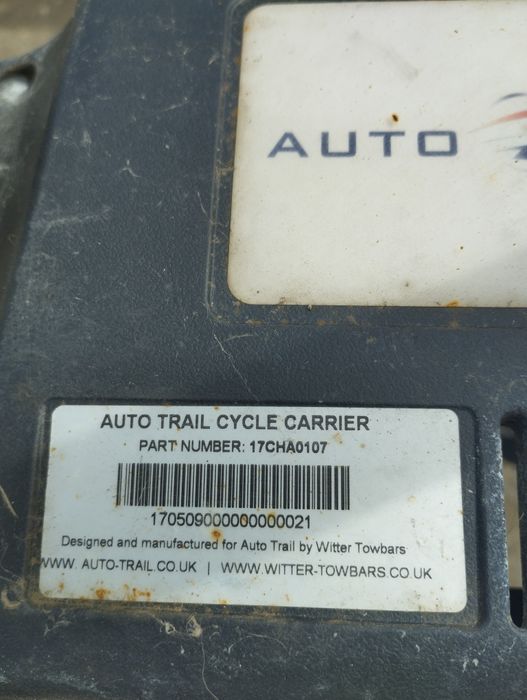 AUTO
AUTO TRAIL CYCLE CARRIER
PART NUMBER: 17CHA0107
170509000000000021
Designed and manufactured for Auto Trail by Witter Towbars
WWW. AUTO-TRAIL.CO.UK | WWW.WITTER-TOWBARS.CO.UK